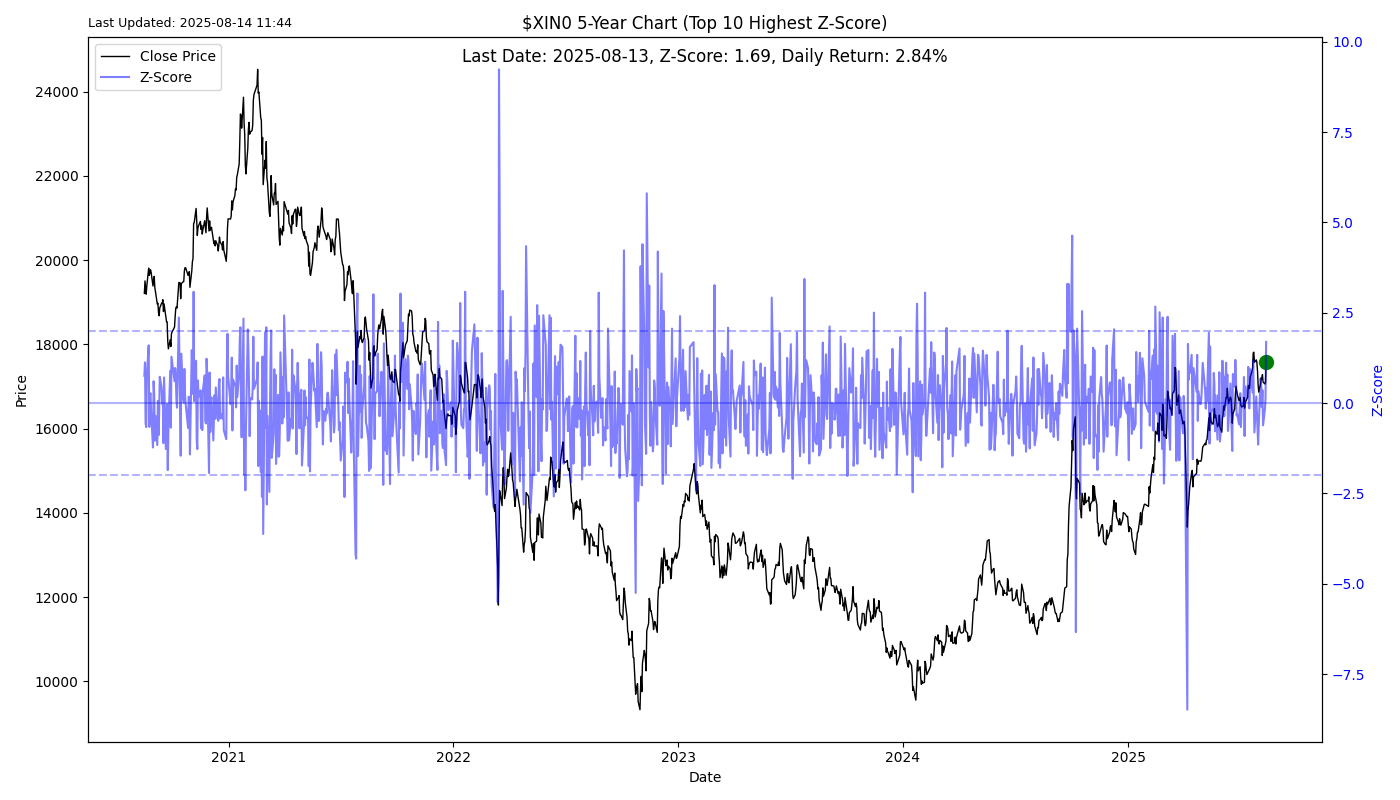 Last Updated: 2025-08-14 11:44
$XIN0 5-Year Chart (Top 10 Highest Z-Score)
Last Date: 2025-08-13, Z-Score: 1.69, Daily Return: 2.84%
Close Price
Z-Score
24000
22000
20000
18000
16000
14000
12000
10000
Price
10.0
7.5
5.0
2.5
0.0
−2.5
−5.0
−7.5
Z-Score
2021
2022
2023
2024
2025
Date